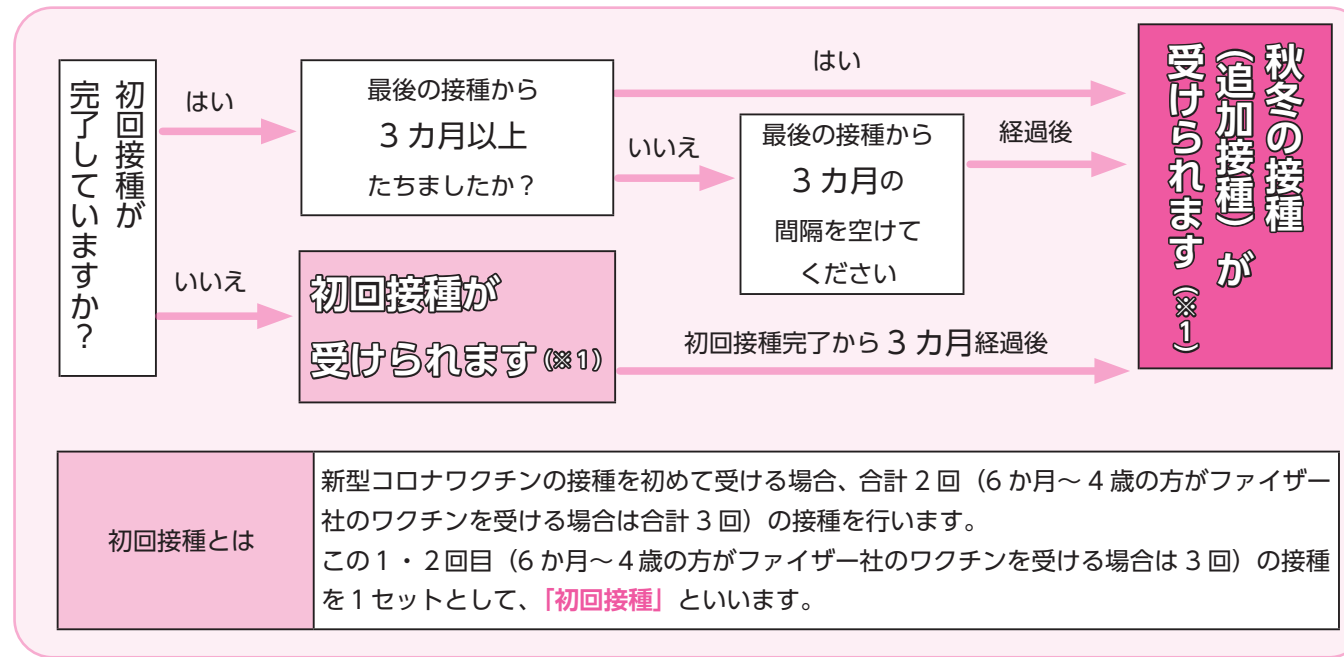 初回接種が
完了していますか？
はい
最後の接種から
3 カ月以上
たちましたか？
はい
いいえ
最後の接種から
3 カ月の
間隔を空けて
ください
経過後
いいえ
初回接種が
受けられます（※1）
初回接種完了から 3 カ月経過後
秋冬の接種
（追加接種）が
受けられます（※1）
初回接種とは
新型コロナワクチンの接種を初めて受ける場合、合計 2 回（6 か月～ 4 歳の方がファイザー
社のワクチンを受ける場合は合計 3 回）の接種を行います。
この 1 ・ 2 回目（6 か月～ 4 歳の方がファイザー社のワクチンを受ける場合は 3 回）の接種
を 1 セットとして、「初回接種」といいます。